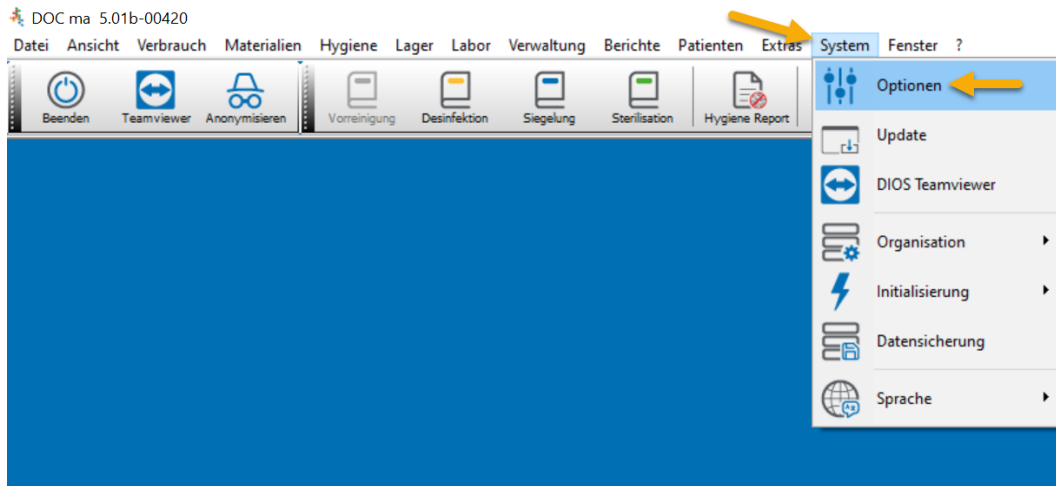 DOC ma 5.01b-00420
Datei Ansicht Verbrauch Materialien Hygiene Lager Labor Verwaltung Berichte Patienten Extras System Fenster ?
Beenden Teamviewer Anonymisieren Vorreinigung Desinfektion Siegelung Sterilisation Hygiene Report
Optionen
Update
DIOS Teamviewer
Organisation
Initialisierung
Datensicherung
Sprache